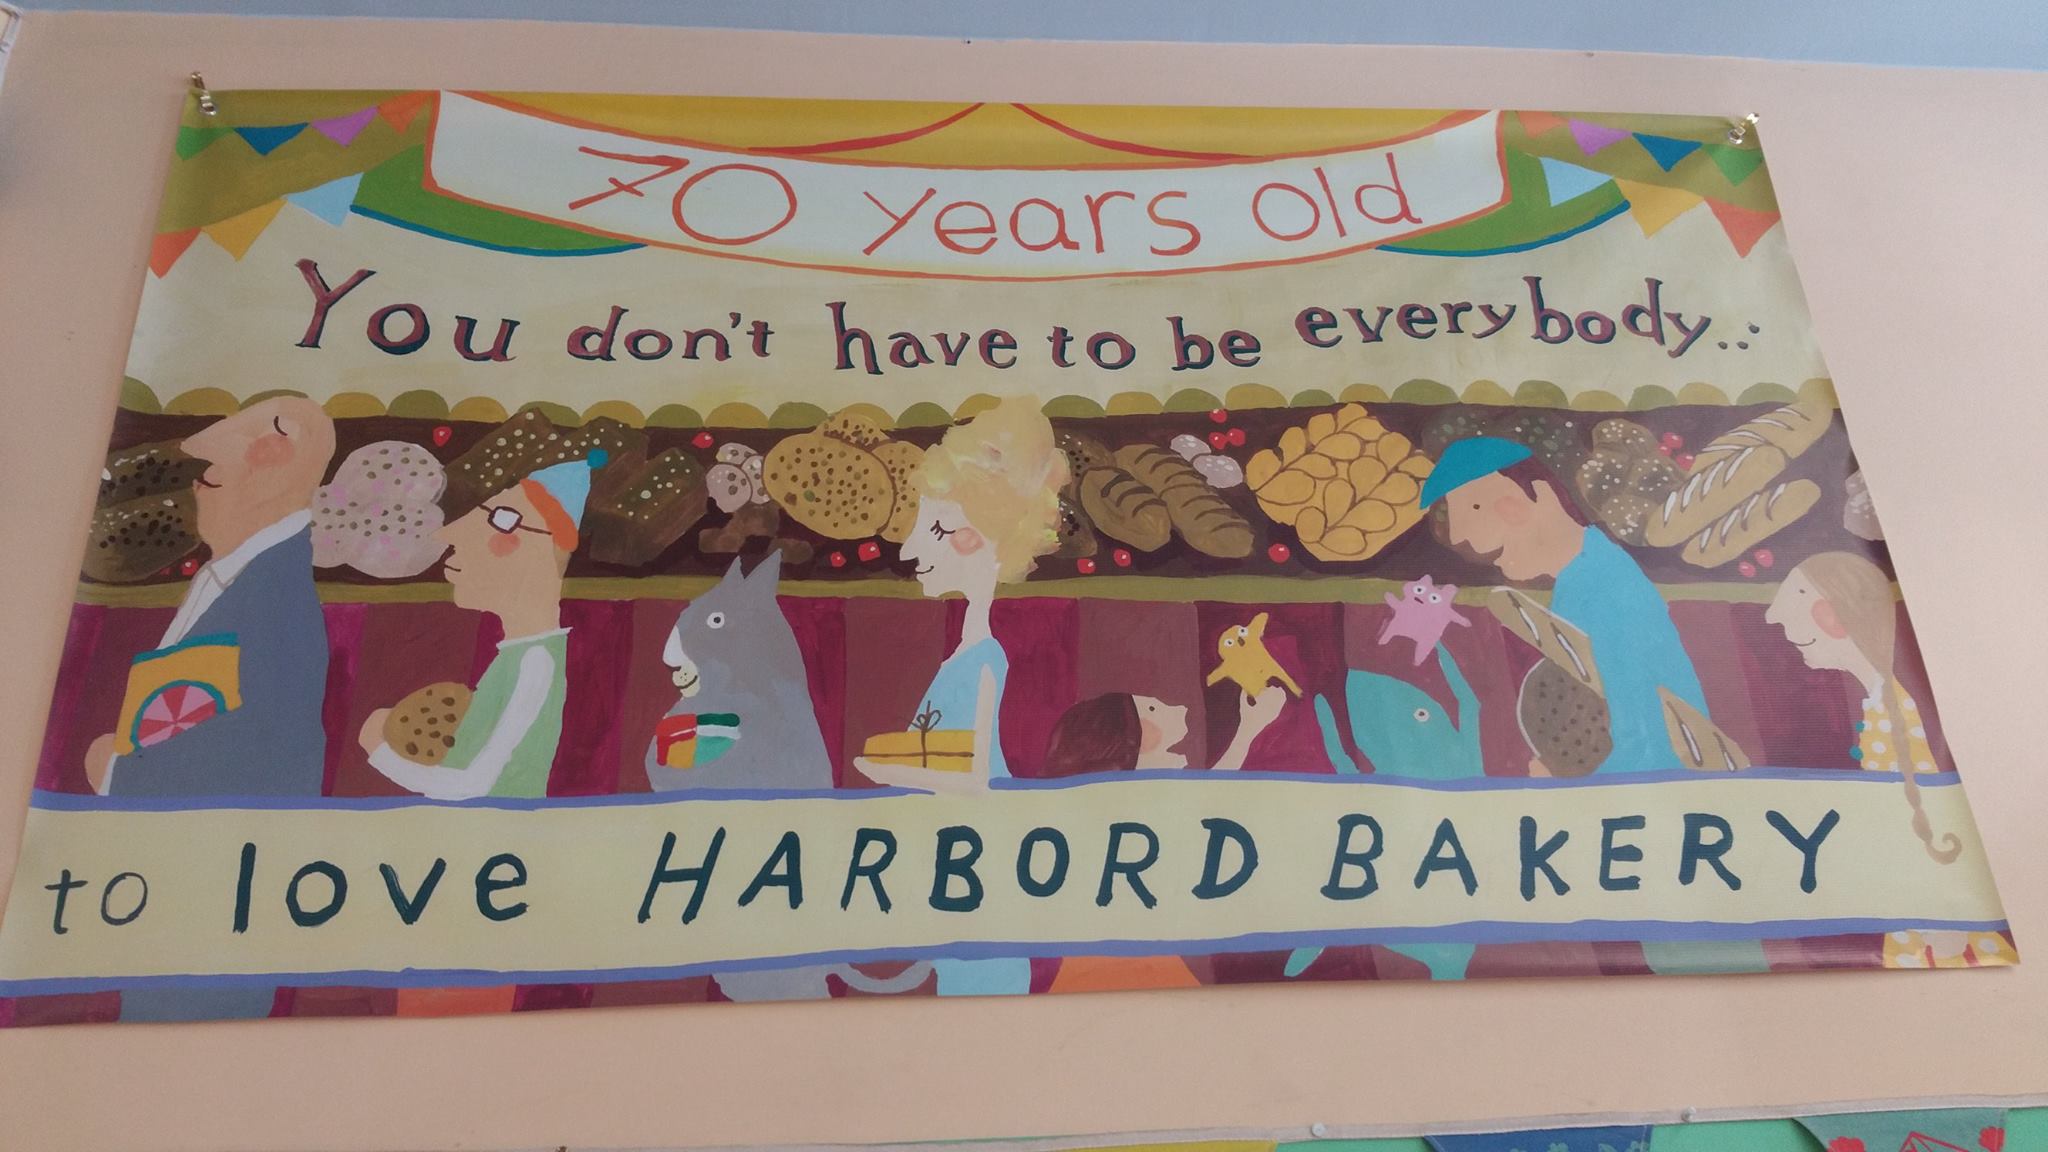 70 years old
You don't have to be everybody...
to love HARBORD BAKERY